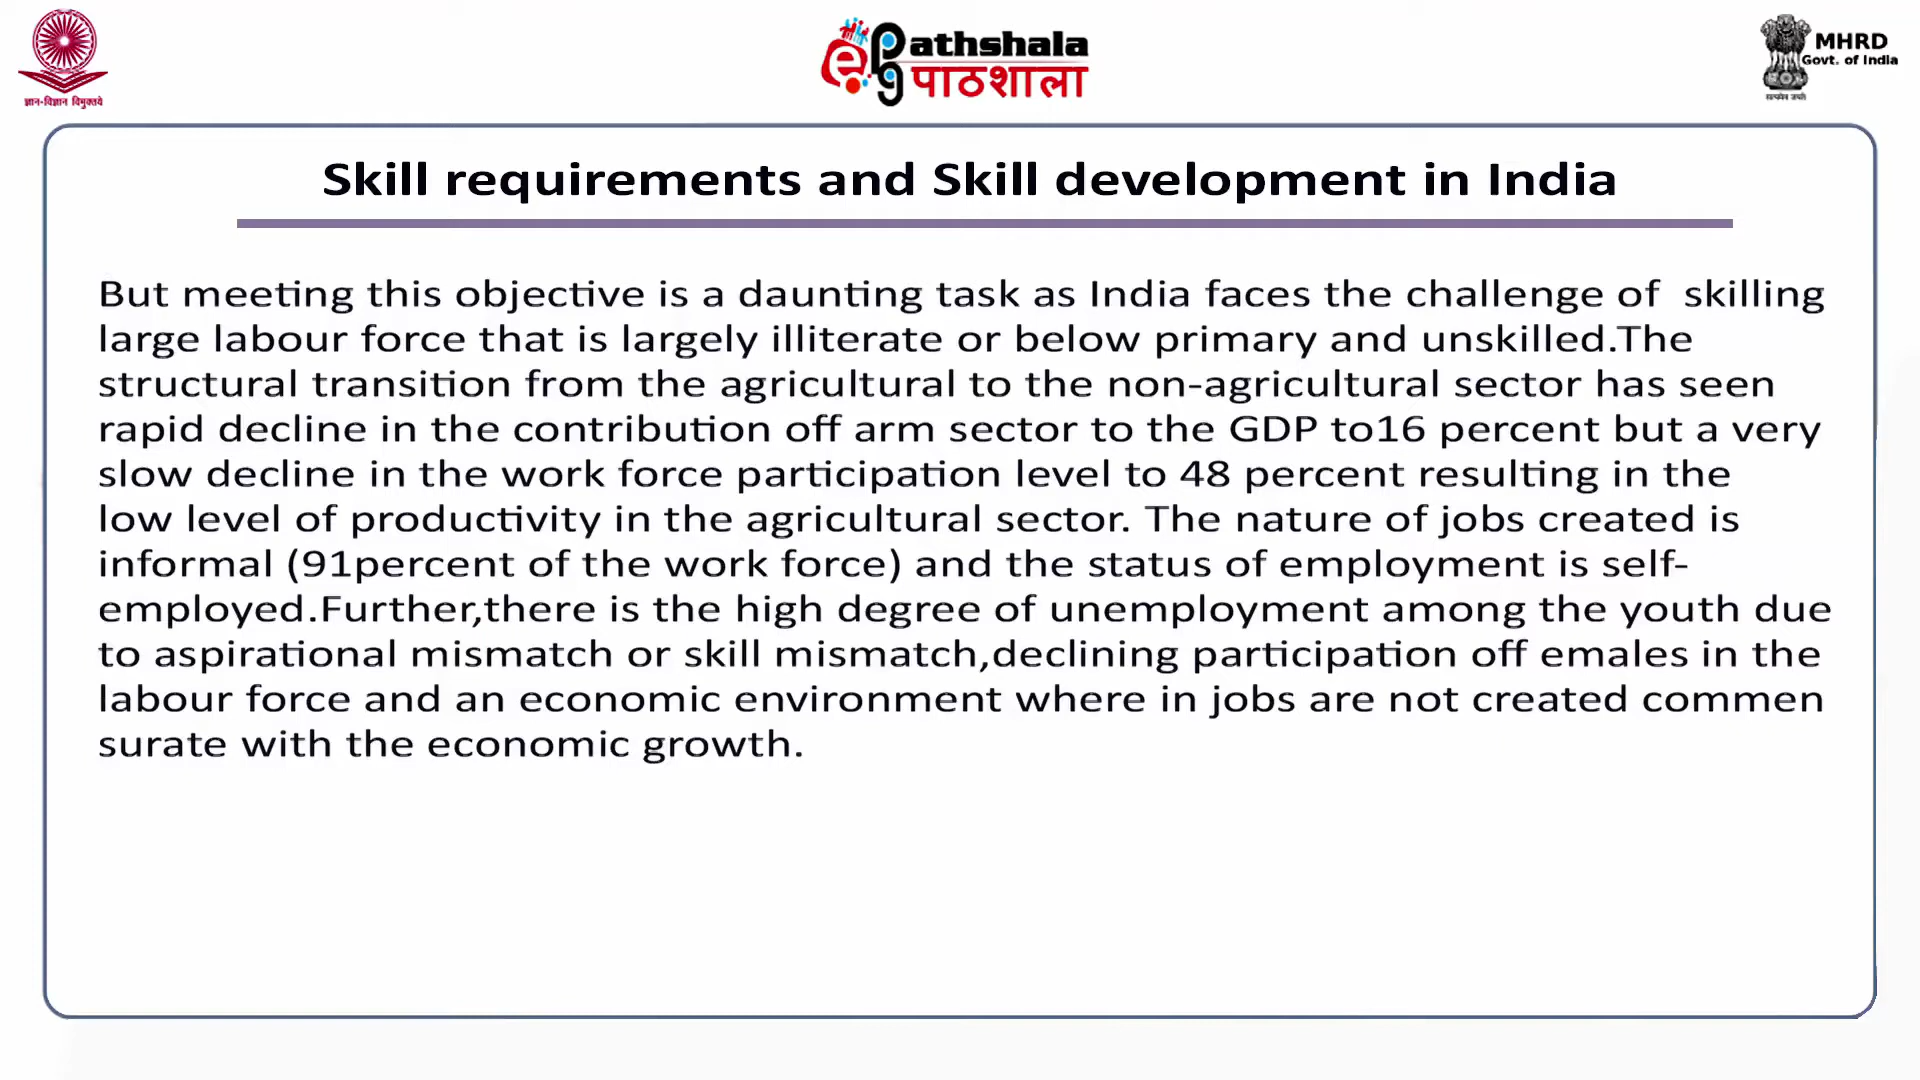 ज्ञान-विज्ञान विमुक्तये
e pg Pathshala
पाठशाला
MHRD
Govt. of India
सत्यमेव जयते
Skill requirements and Skill development in India
But meeting this objective is a daunting task as India faces the challenge of  skilling
large labour force that is largely illiterate or below primary and unskilled.The
structural transition from the agricultural to the non-agricultural sector has seen
rapid decline in the contribution off arm sector to the GDP to16 percent but a very
slow decline in the work force participation level to 48 percent resulting in the
low level of productivity in the agricultural sector. The nature of jobs created is
informal (91percent of the work force) and the status of employment is self-
employed.Further,there is the high degree of unemployment among the youth due
to aspirational mismatch or skill mismatch,declining participation off emales in the
labour force and an economic environment where in jobs are not created commen
surate with the economic growth.